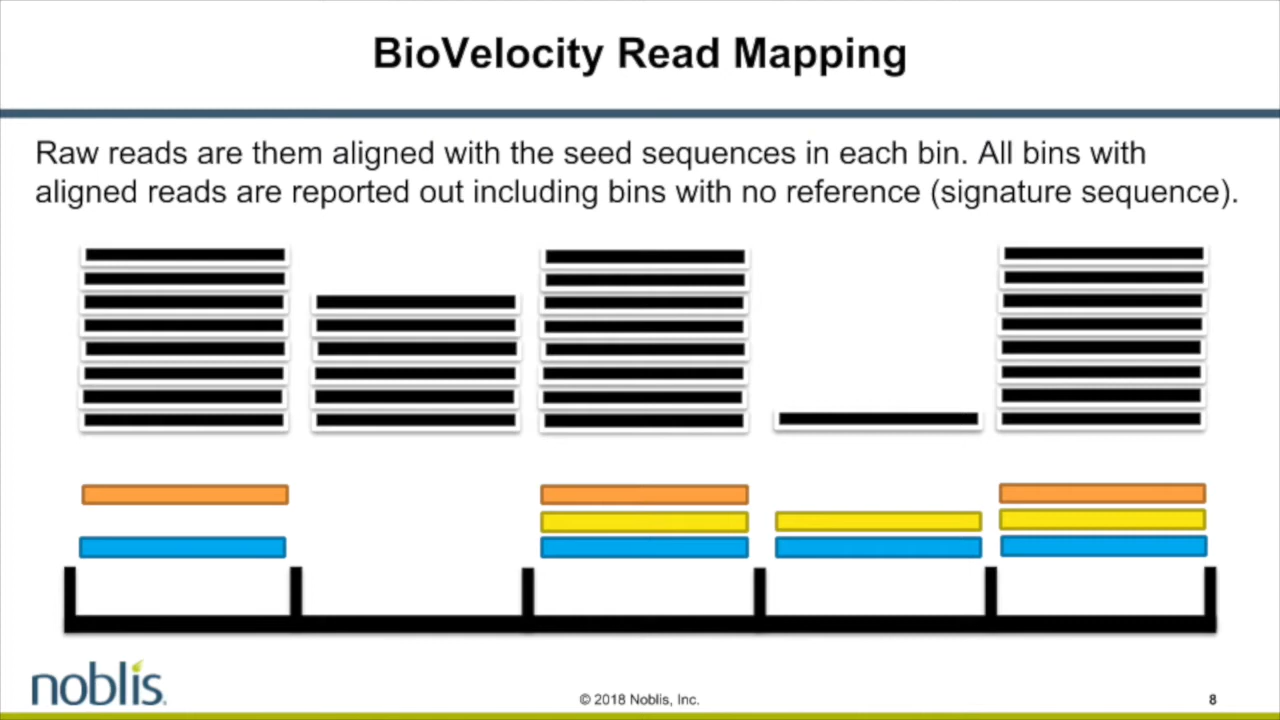 BioVelocity Read Mapping
Raw reads are them aligned with the seed sequences in each bin. All bins with
aligned reads are reported out including bins with no reference (signature sequence).
noblis.
© 2018 Noblis, Inc.
8